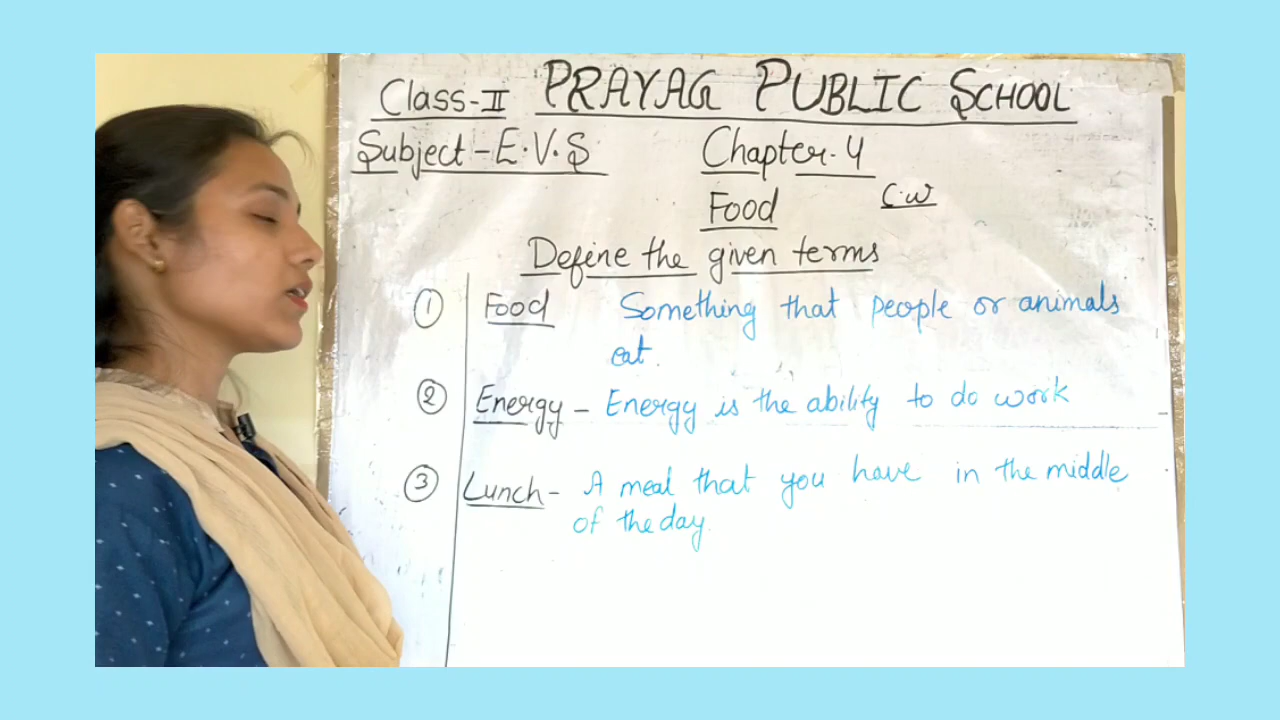 Class-II PRAYAG PUBLIC SCHOOL
Subject-E.V.S Chapter-4
Food C.W
Define the given terms
① Food Something that people or animals
eat.
② Energy - Energy is the ability to do work
③ Lunch- A meal that you have in the middle
of the day.